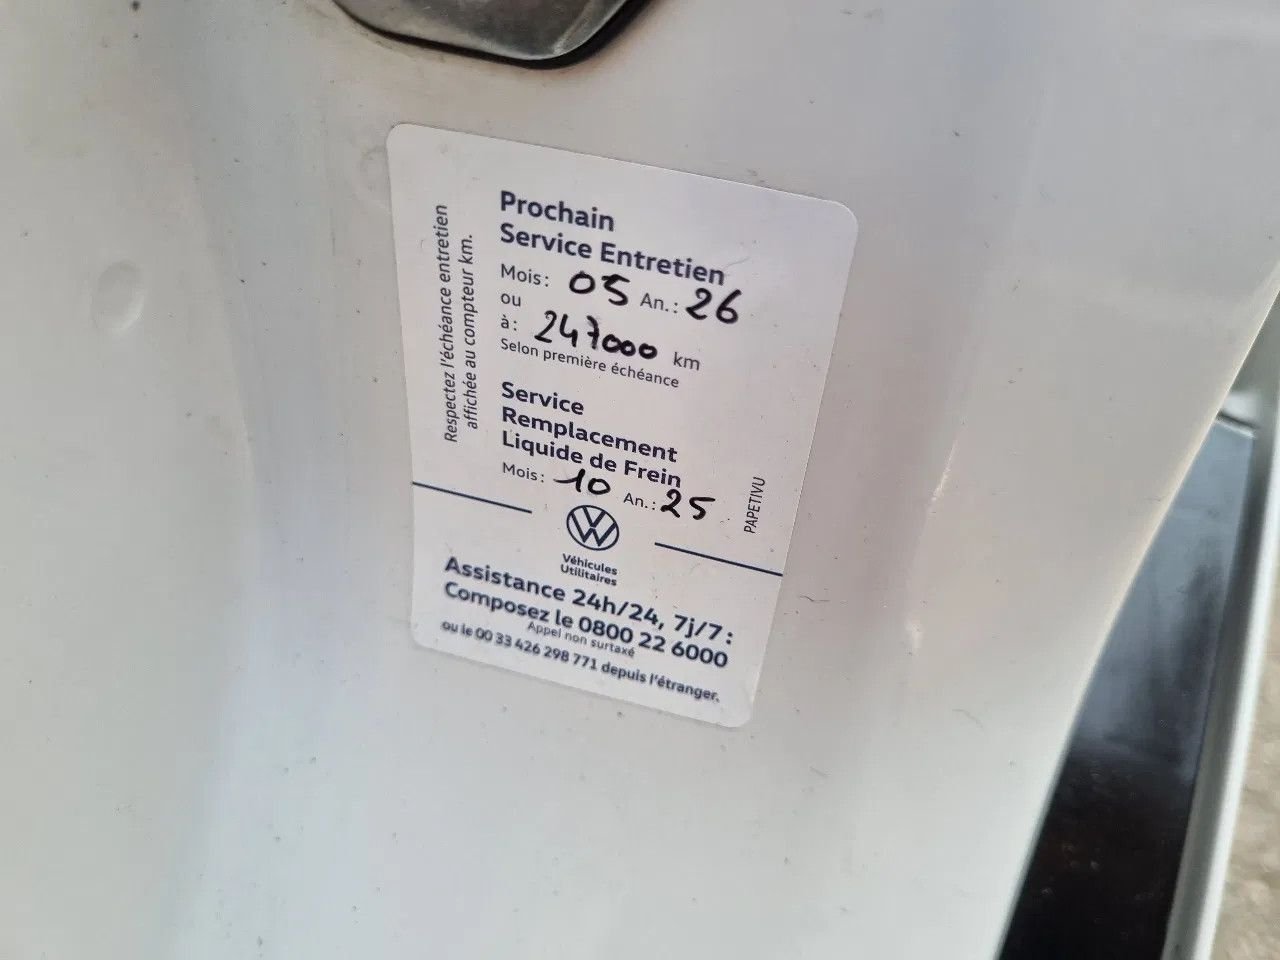 Prochain
Service Entretien
Mois: 05 An.: 26
ou
à: 247000 km
Selon première échéance
Respectez l'échéance entretien
affichée au compteur km.
Service
Remplacement
Liquide de Frein
Mois: 10 An.: 25
PAPETIVU
Véhicules
Utilitaires
Assistance 24h/24, 7j/7:
Composez le 0800 22 6000
Appel non surtaxé
ou le 00 33 426 298 771 depuis l'étranger.